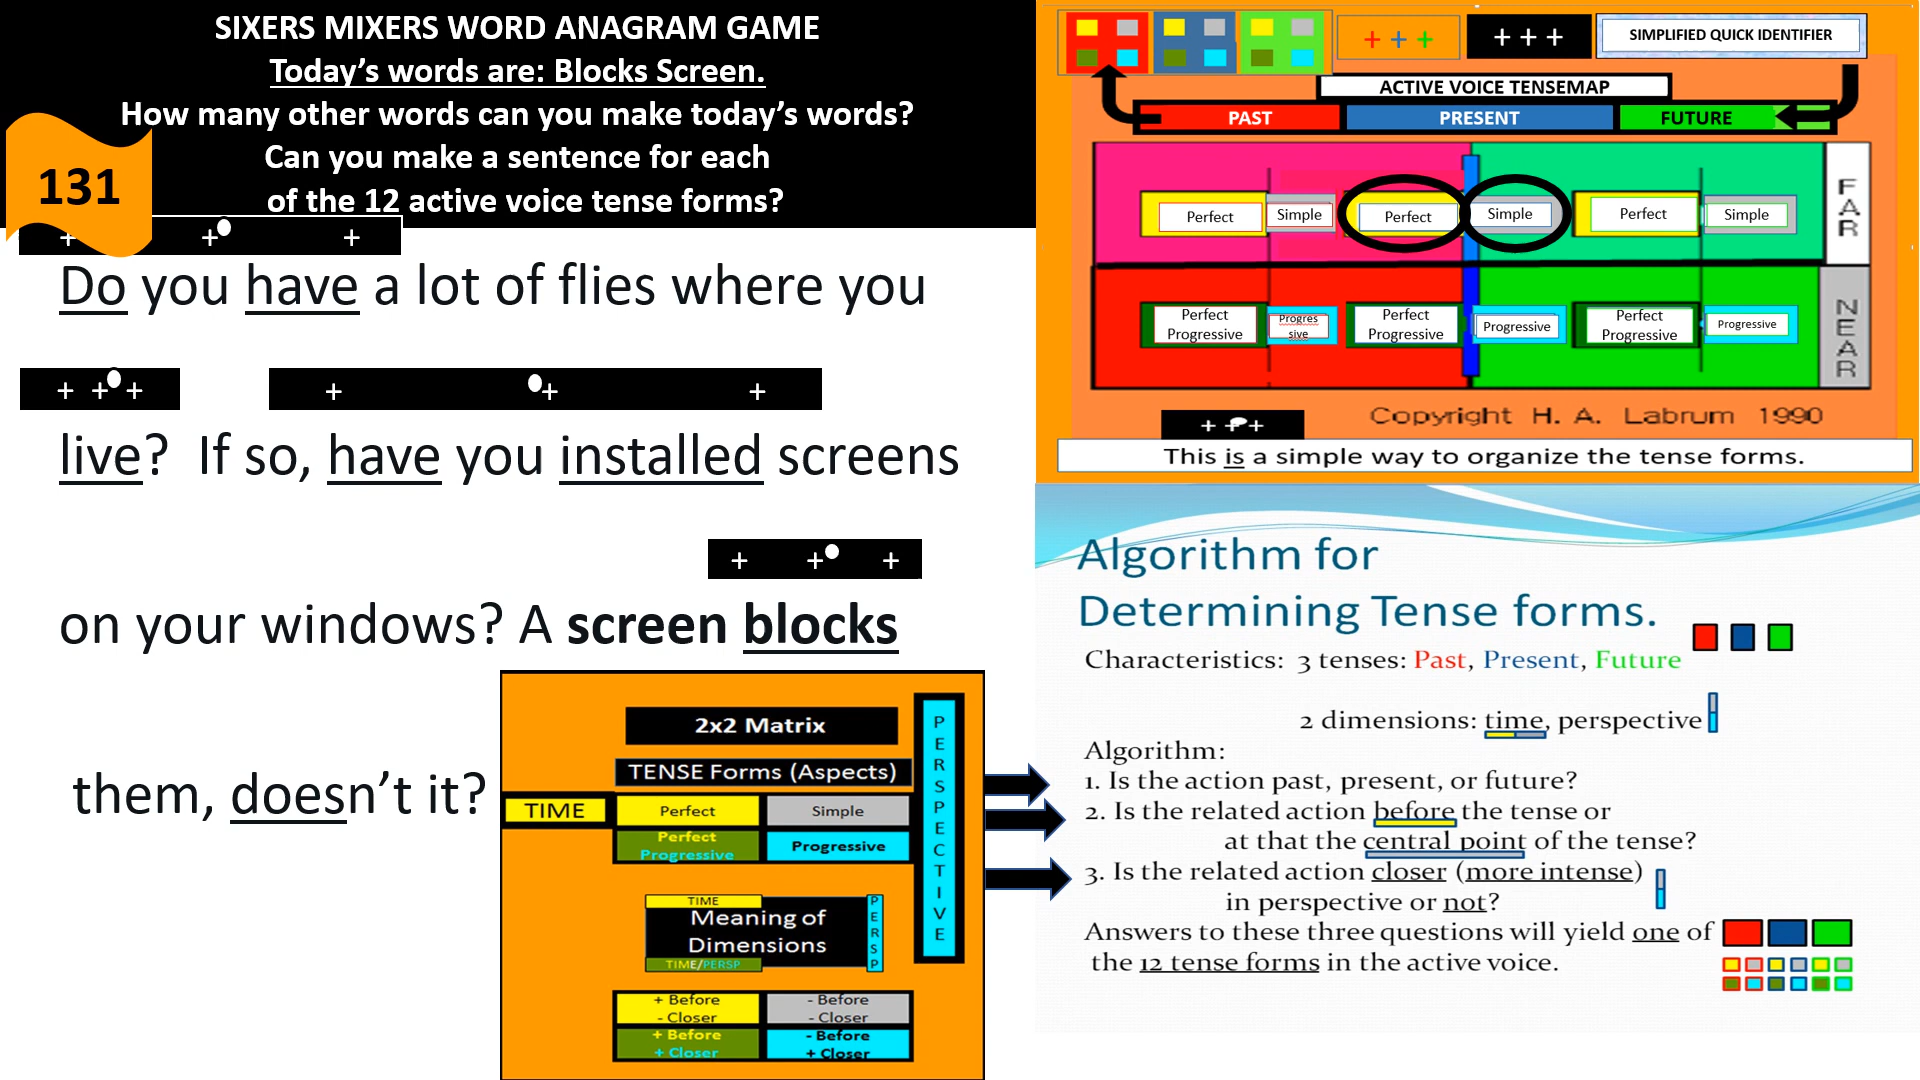 SIXERS MIXERS WORD ANAGRAM GAME
Today’s words are: Blocks Screen.
How many other words can you make today’s words?
Can you make a sentence for each
of the 12 active voice tense forms?
131
+ + +
Do you have a lot of flies where you
+ + + + + +
live? If so, have you installed screens
+ + +
on your windows? A screen blocks
them, doesn’t it?
2x2 Matrix
TENSE Forms (Aspects)
TIME
Perfect Simple
Perfect Progressive
Progressive
PERSPECTIVE
TIME
Meaning of
Dimensions
TIME/PERSP
PERSP
+ Before - Before
- Closer - Closer
+ Before - Before
+ Closer + Closer
+ + + + + + SIMPLIFIED QUICK IDENTIFIER
ACTIVE VOICE TENSEMAP
PAST PRESENT FUTURE
Perfect Simple Perfect Simple Perfect Simple
FAR
Perfect Perfect Perfect
Progressive Progres Progressive Progressive Progressive Progressive
sive
NEAR
Copyright H. A. Labrum 1990
+ + +
This is a simple way to organize the tense forms.
Algorithm for
Determining Tense forms.
Characteristics: 3 tenses: Past, Present, Future
2 dimensions: time, perspective
Algorithm:
1. Is the action past, present, or future?
2. Is the related action before the tense or
at that the central point of the tense?
3. Is the related action closer (more intense)
in perspective or not?
Answers to these three questions will yield one of
the 12 tense forms in the active voice.